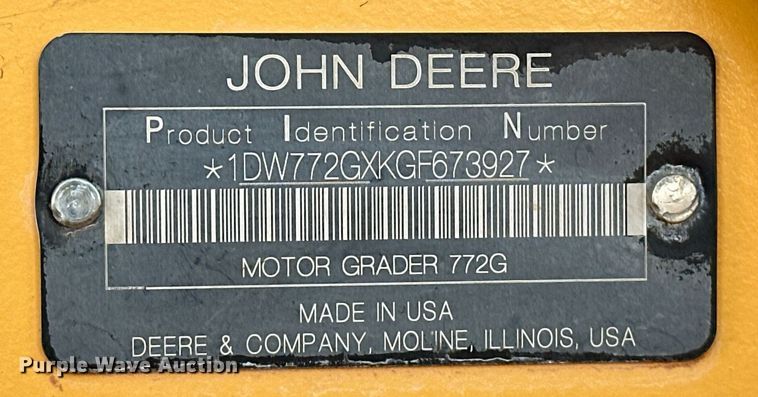 JOHN DEERE
Product Identification Number
*1DW772GXKGF673927*
MOTOR GRADER 772G
MADE IN USA
DEERE & COMPANY, MOLINE, ILLINOIS, USA
Purple Wave Auction